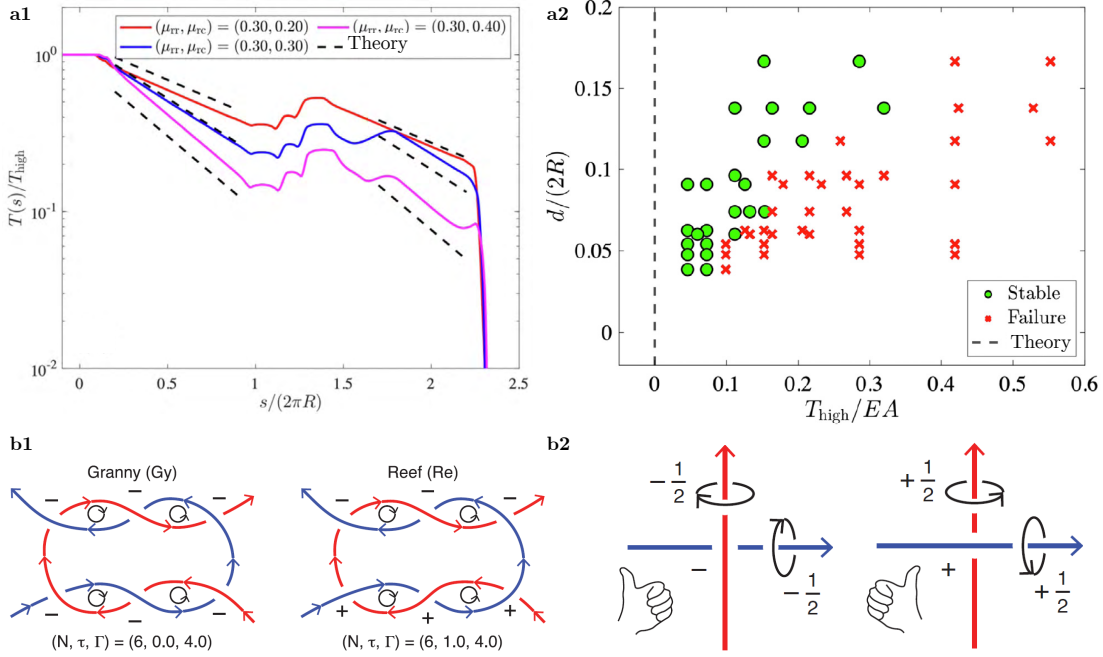 a1
(μrr, μrc) = (0.30, 0.20)
(μrr, μrc) = (0.30, 0.40)
(μrr, μrc) = (0.30, 0.30)
Theory
10^0
10^-1
10^-2
T(s)/T_high
0
0.5
1
1.5
2
2.5
s/(2πR)
a2
0.2
0.15
0.1
0.05
0
d/(2R)
Stable
Failure
Theory
0
0.1
0.2
0.3
0.4
0.5
0.6
T_high/EA
b1
Granny (Gy)
− − −
− − −
(N, τ, Γ) = (6, 0.0, 4.0)
Reef (Re)
− − −
+ + +
(N, τ, Γ) = (6, 1.0, 4.0)
b2
− 1/2
−
− 1/2
+ 1/2
+
+ 1/2